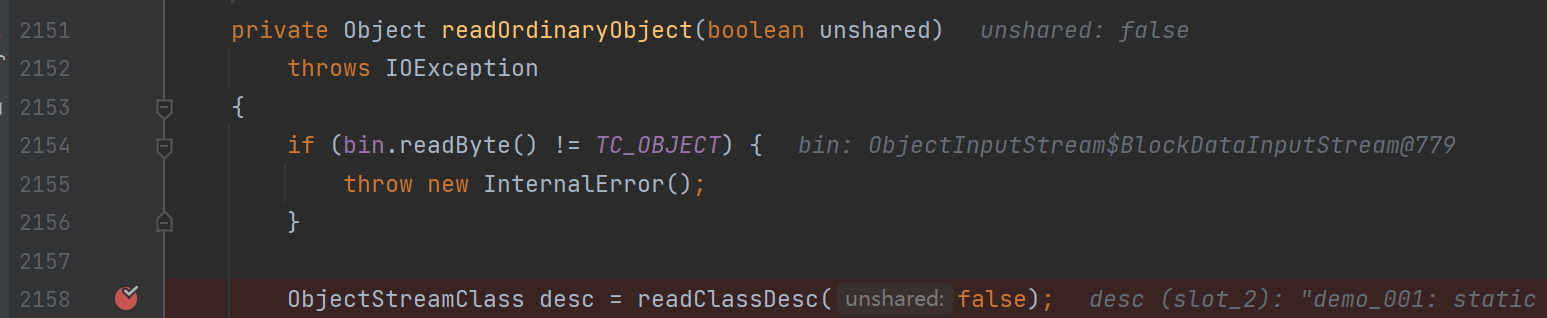 2151 private Object readOrdinaryObject(boolean unshared) unshared: false
2152 throws IOException
2153 {
2154 if (bin.readByte() != TC_OBJECT) { bin: ObjectInputStream$BlockDataInputStream@779
2155 throw new InternalError();
2156 }
2157
2158 ObjectStreamClass desc = readClassDesc( unshared: false); desc (slot_2): "demo_001: static